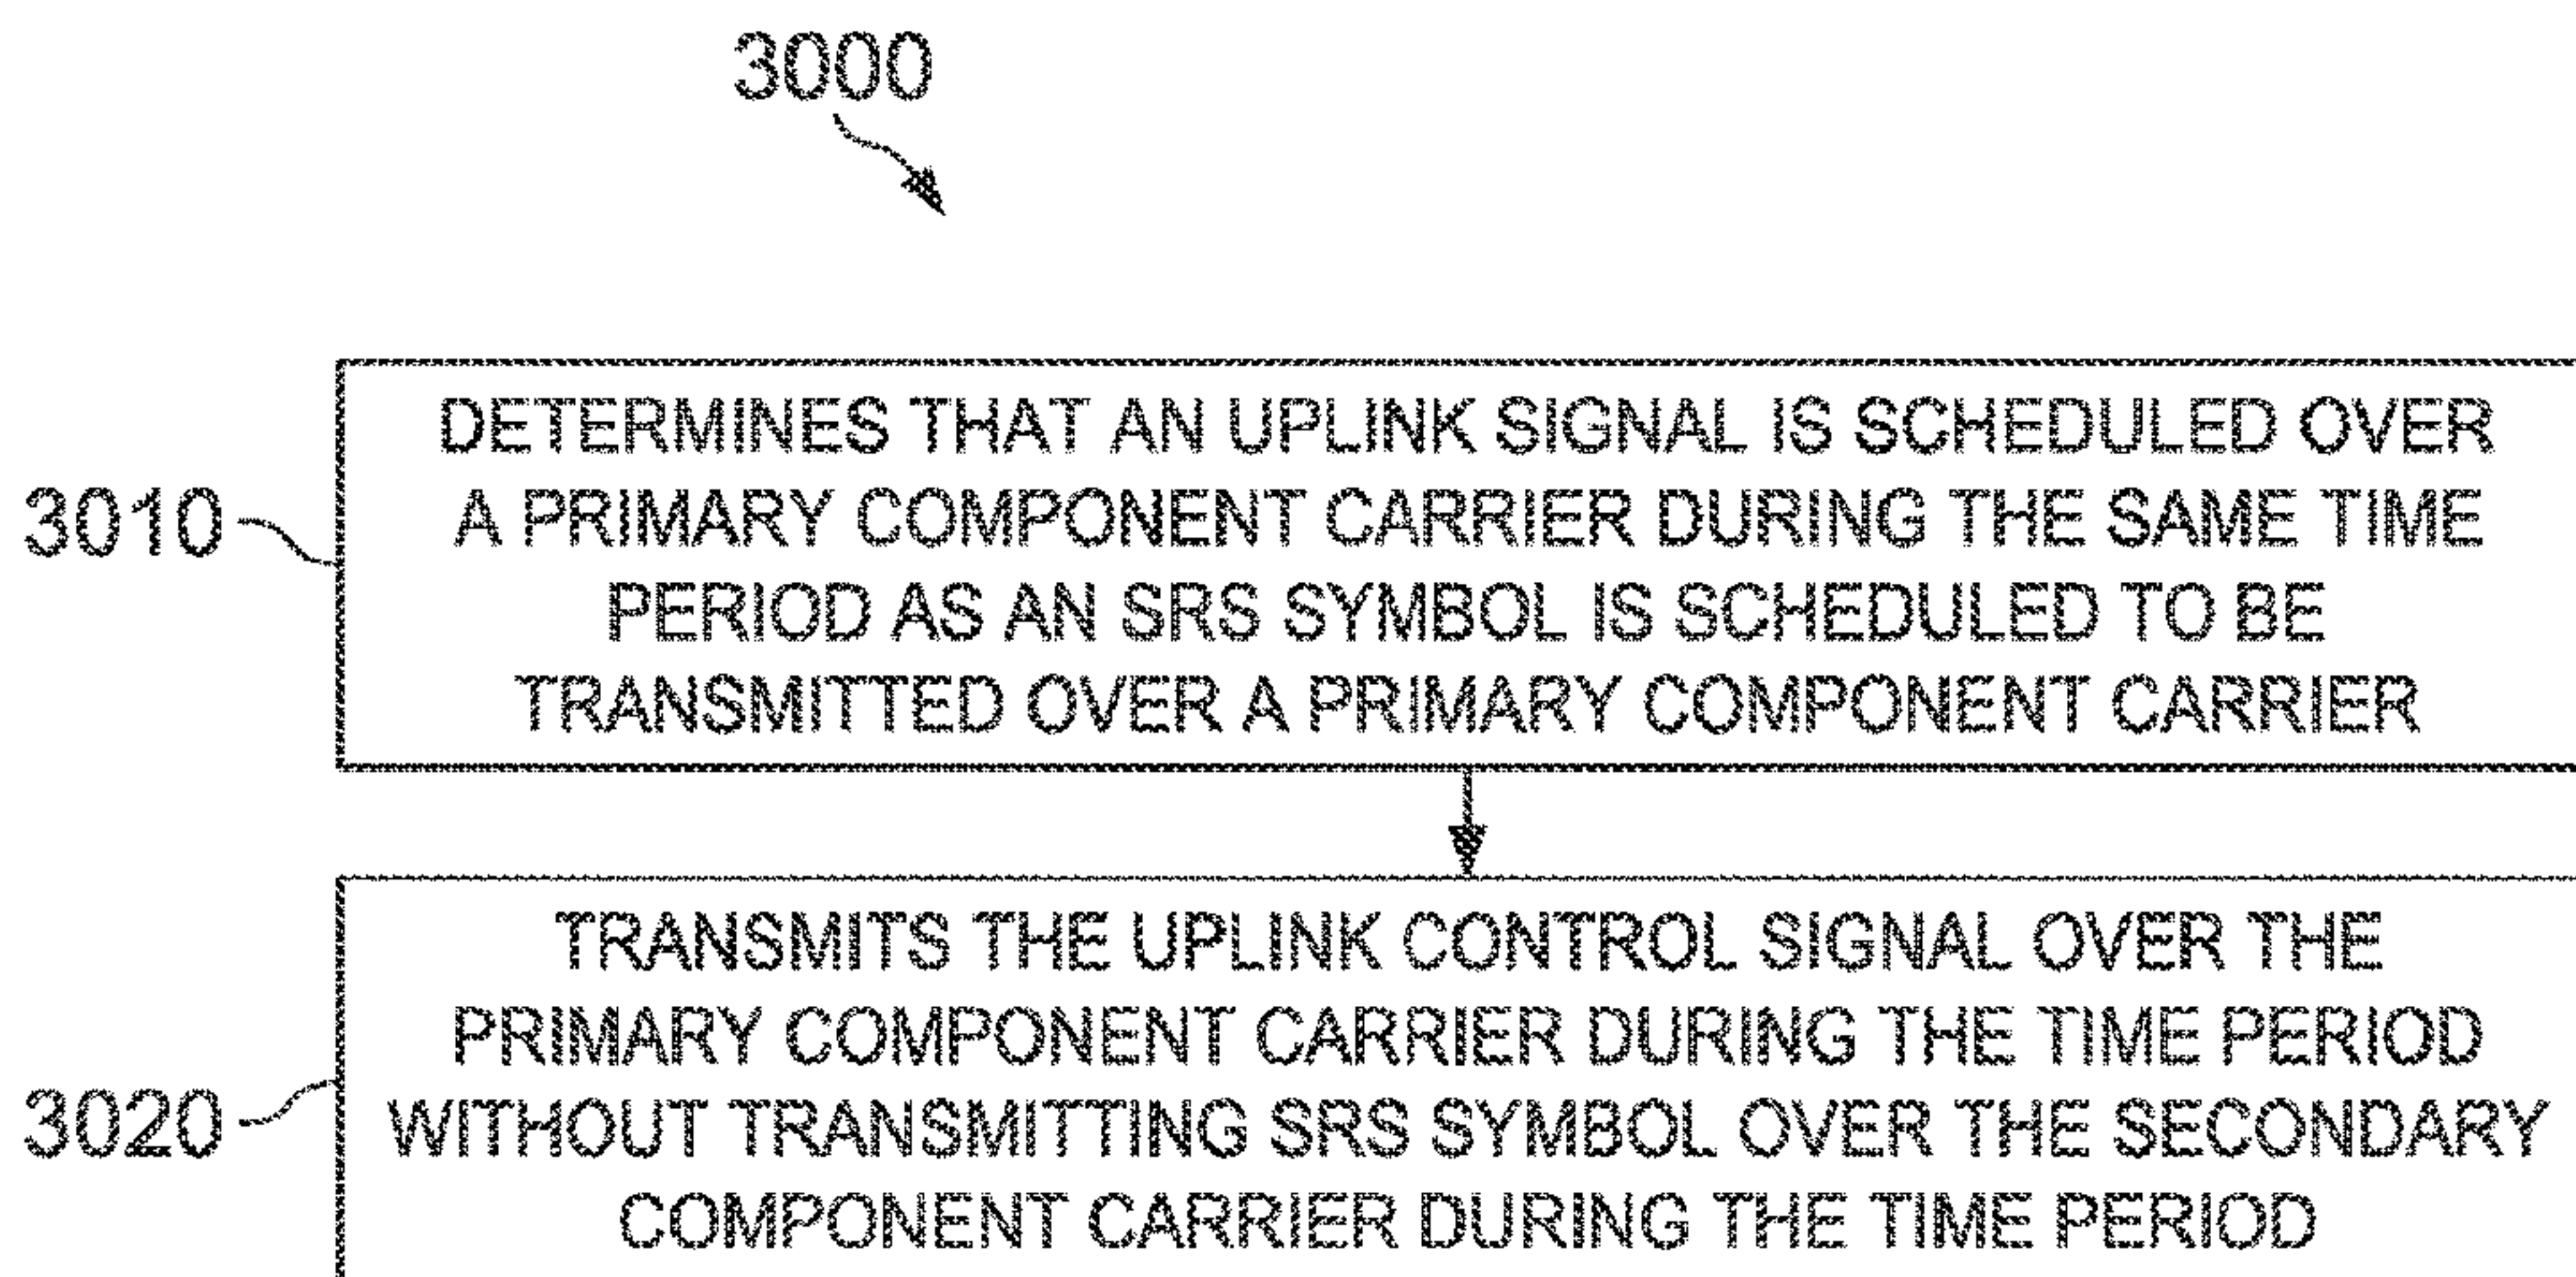 3000
3010
DETERMINES THAT AN UPLINK SIGNAL IS SCHEDULED OVER
A PRIMARY COMPONENT CARRIER DURING THE SAME TIME
PERIOD AS AN SRS SYMBOL IS SCHEDULED TO BE
TRANSMITTED OVER A PRIMARY COMPONENT CARRIER
3020
TRANSMITS THE UPLINK CONTROL SIGNAL OVER THE
PRIMARY COMPONENT CARRIER DURING THE TIME PERIOD
WITHOUT TRANSMITTING SRS SYMBOL OVER THE SECONDARY
COMPONENT CARRIER DURING THE TIME PERIOD